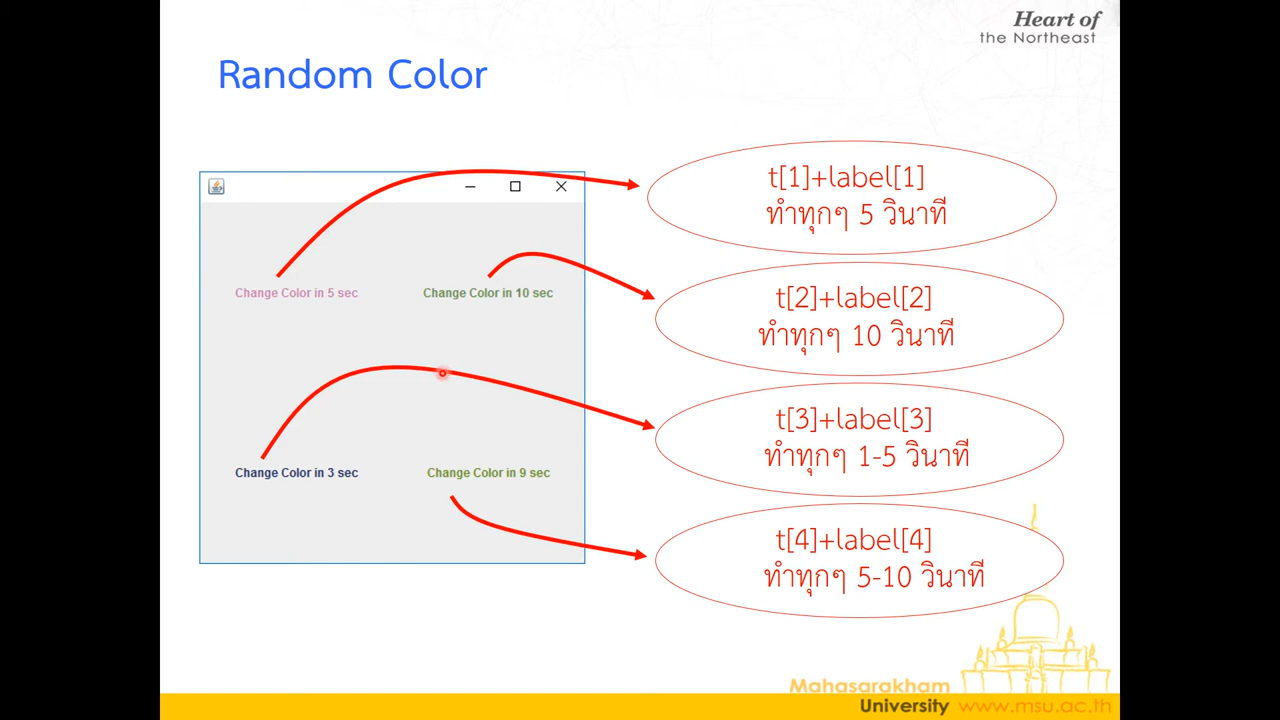 Heart of
the Northeast
Random Color
t[1]+label[1]
ทำทุกๆ 5 วินาที
Change Color in 5 sec
Change Color in 10 sec
t[2]+label[2]
ทำทุกๆ 10 วินาที
t[3]+label[3]
ทำทุกๆ 1-5 วินาที
Change Color in 3 sec
Change Color in 9 sec
t[4]+label[4]
ทำทุกๆ 5-10 วินาที
Mahasarakham
University www.msu.ac.th